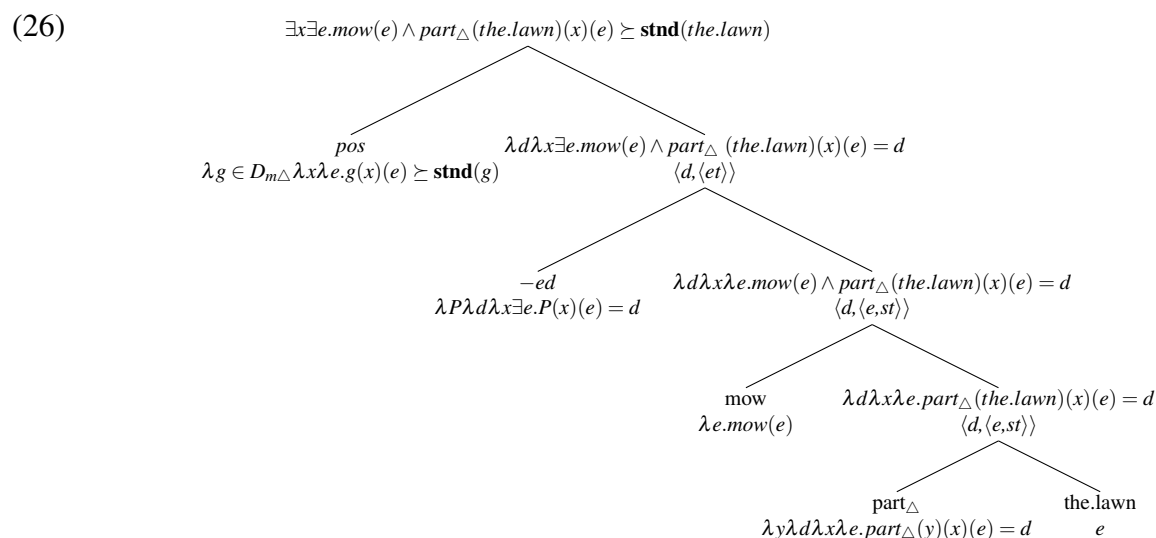 (26)
∃x∃e.mow(e) ∧ part△(the.lawn)(x)(e) ⪰ stnd(the.lawn)
pos λdλx∃e.mow(e) ∧ part△ (the.lawn)(x)(e) = d
λg ∈ Dm△λxλe.g(x)(e) ⪰ stnd(g) ⟨d,⟨et⟩⟩
−ed λdλxλe.mow(e) ∧ part△(the.lawn)(x)(e) = d
λPλdλx∃e.P(x)(e) = d ⟨d,⟨e,st⟩⟩
mow λdλxλe.part△(the.lawn)(x)(e) = d
λe.mow(e) ⟨d,⟨e,st⟩⟩
part△ the.lawn
λyλdλxλe.part△(y)(x)(e) = d e